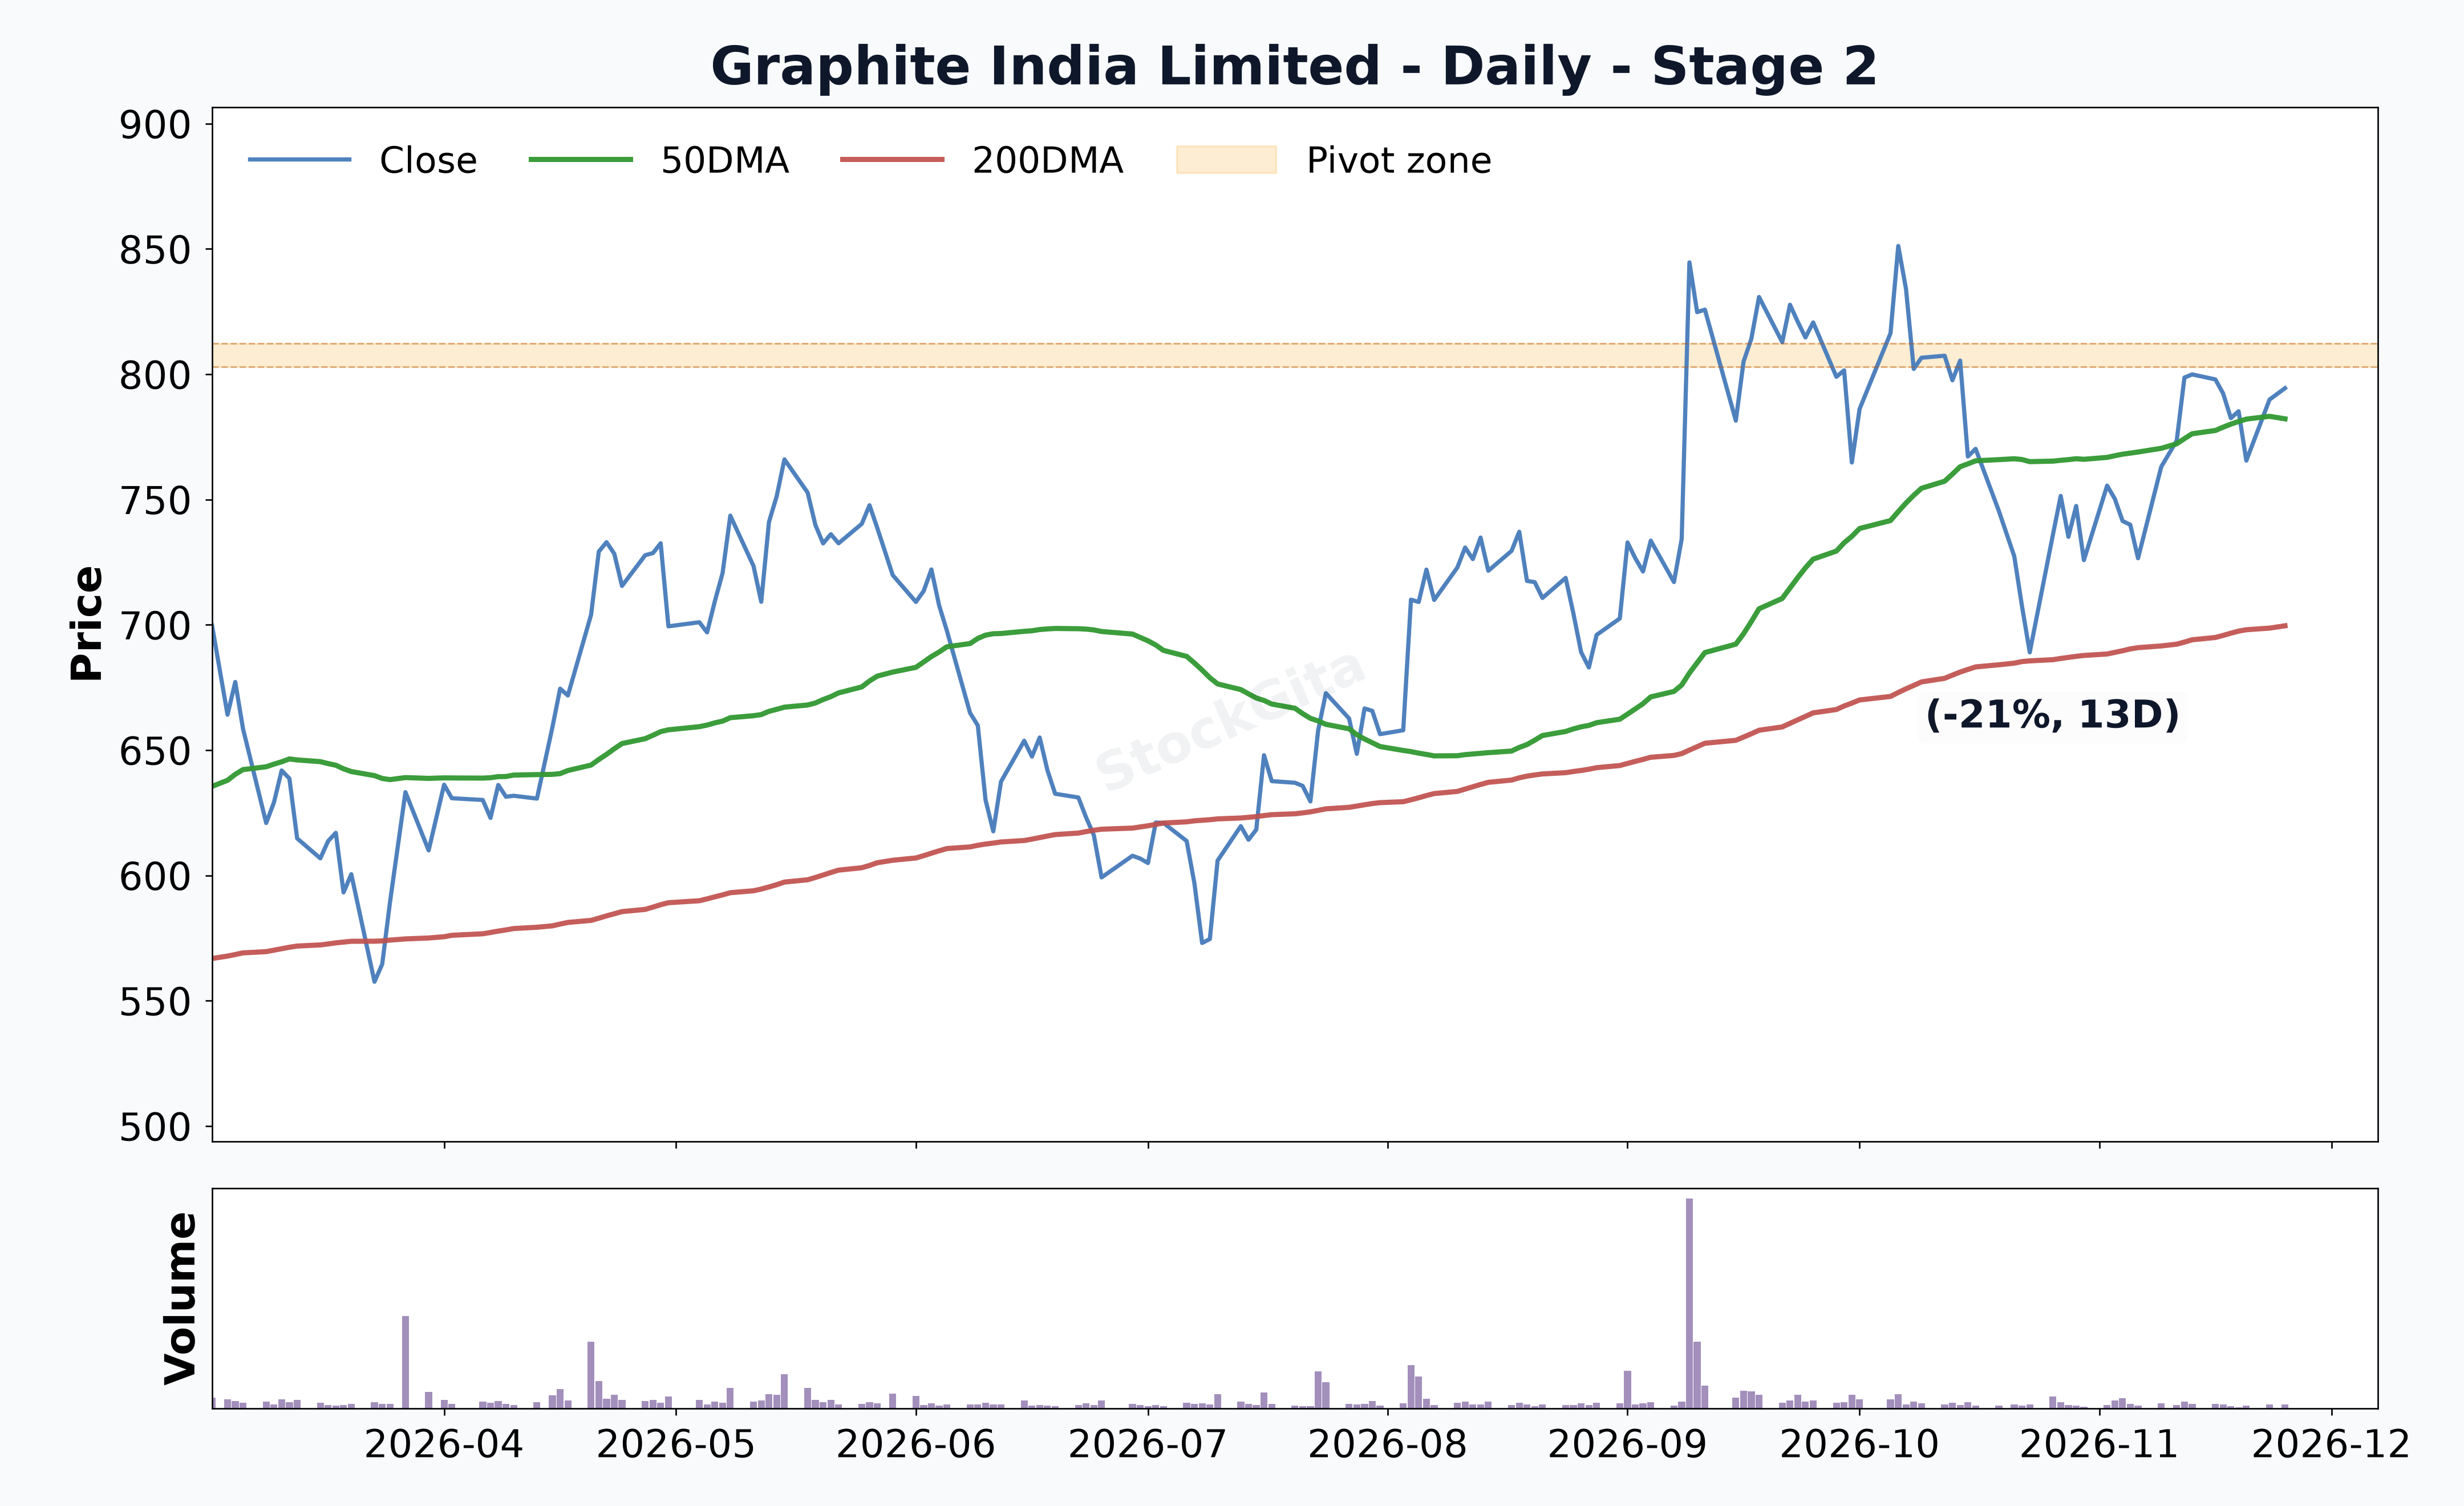 Graphite India Limited - Daily - Stage 2
Close
50DMA
200DMA
Pivot zone
900
850
800
750
700
650
600
550
500
Price
StockGita
(-21%, 13D)
Volume
2026-04
2026-05
2026-06
2026-07
2026-08
2026-09
2026-10
2026-11
2026-12